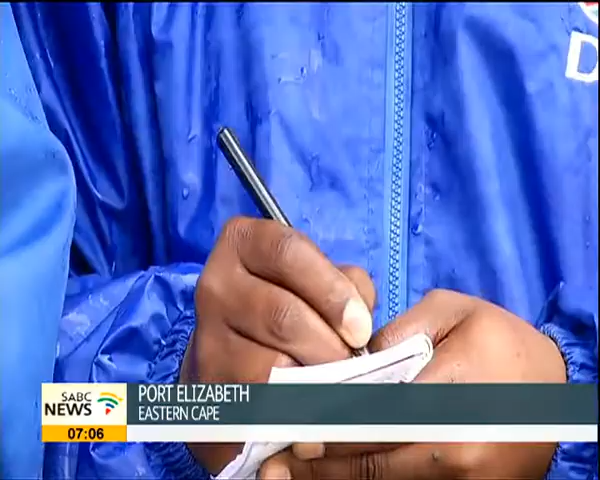 D
SABC
NEWS
07:06
PORT ELIZABETH
EASTERN CAPE